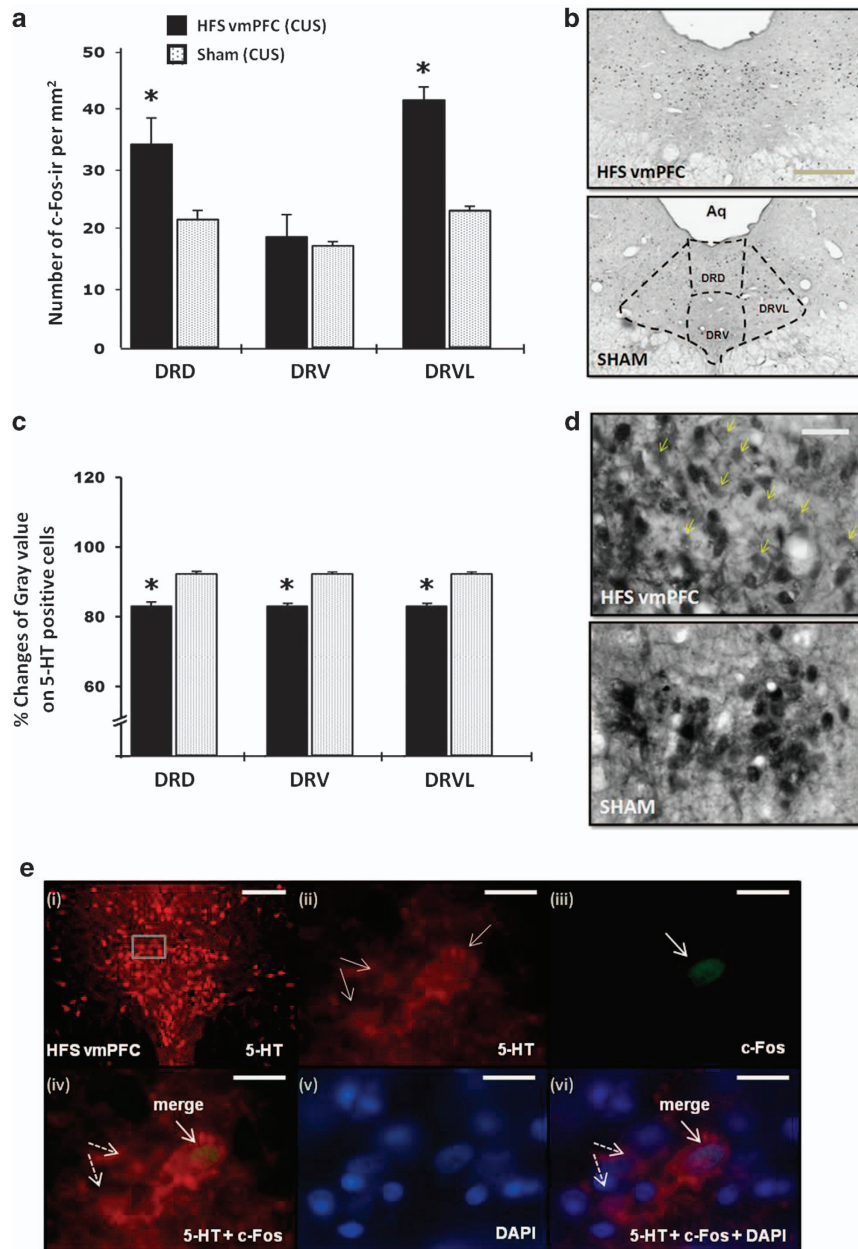 a
HFS vmPFC (CUS)
Sham (CUS)
Number of c-Fos-ir per mm²
50
40
30
20
10
0
*
*
DRD
DRV
DRVL
b
HFS vmPFC
Aq
DRD
DRVL
DRV
SHAM
c
% Changes of Gray value
on 5-HT positive cells
120
100
80
60
*
*
*
DRD
DRV
DRVL
d
HFS vmPFC
SHAM
e
(i)
HFS vmPFC
5-HT
(ii)
5-HT
(iii)
c-Fos
(iv)
merge
5-HT + c-Fos
(v)
DAPI
(vi)
merge
5-HT + c-Fos + DAPI